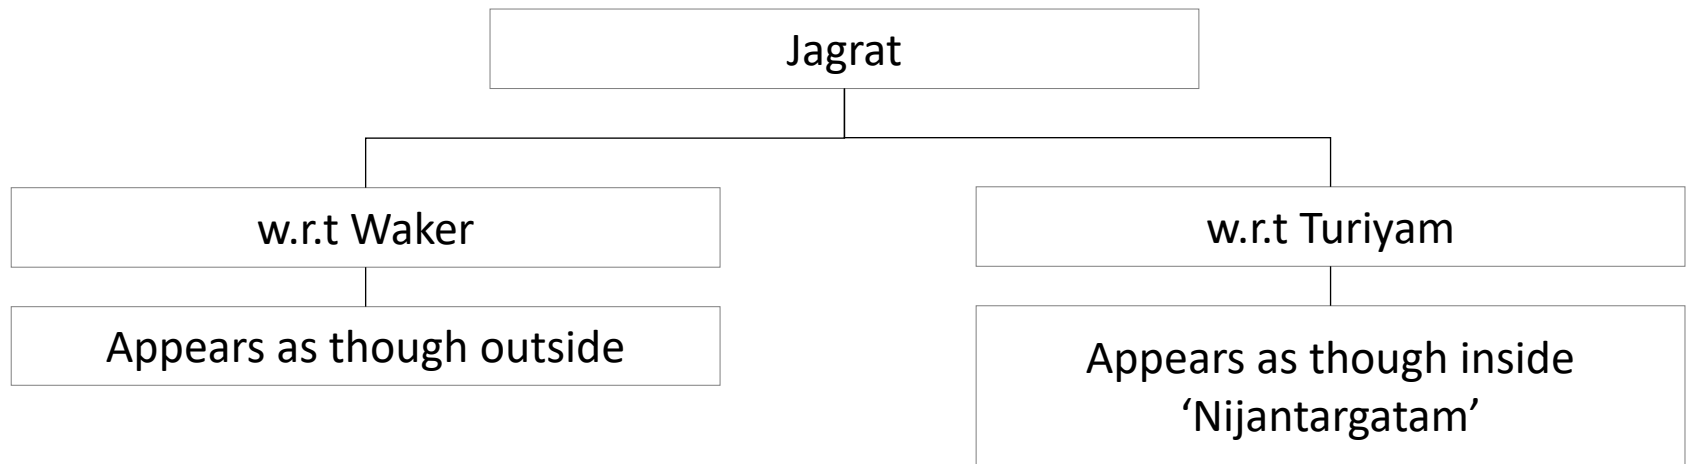 Jagrat
w.r.t Waker
w.r.t Turiyam
Appears as though outside
Appears as though inside
‘Nijantargatam’